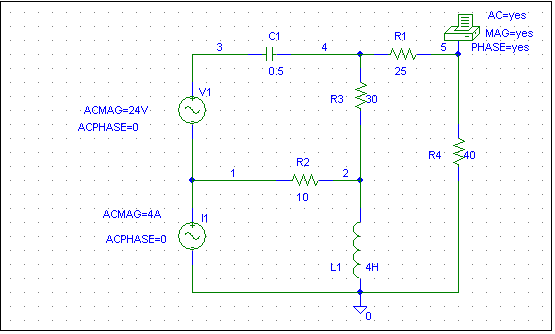 AC=yes
MAG=yes
PHASE=yes
3
C1
0.5
4
R1
25
5
V1
ACMAG=24V
ACPHASE=0
R3
30
R4
40
1
R2
10
2
ACMAG=4A
ACPHASE=0
I1
L1
4H
0